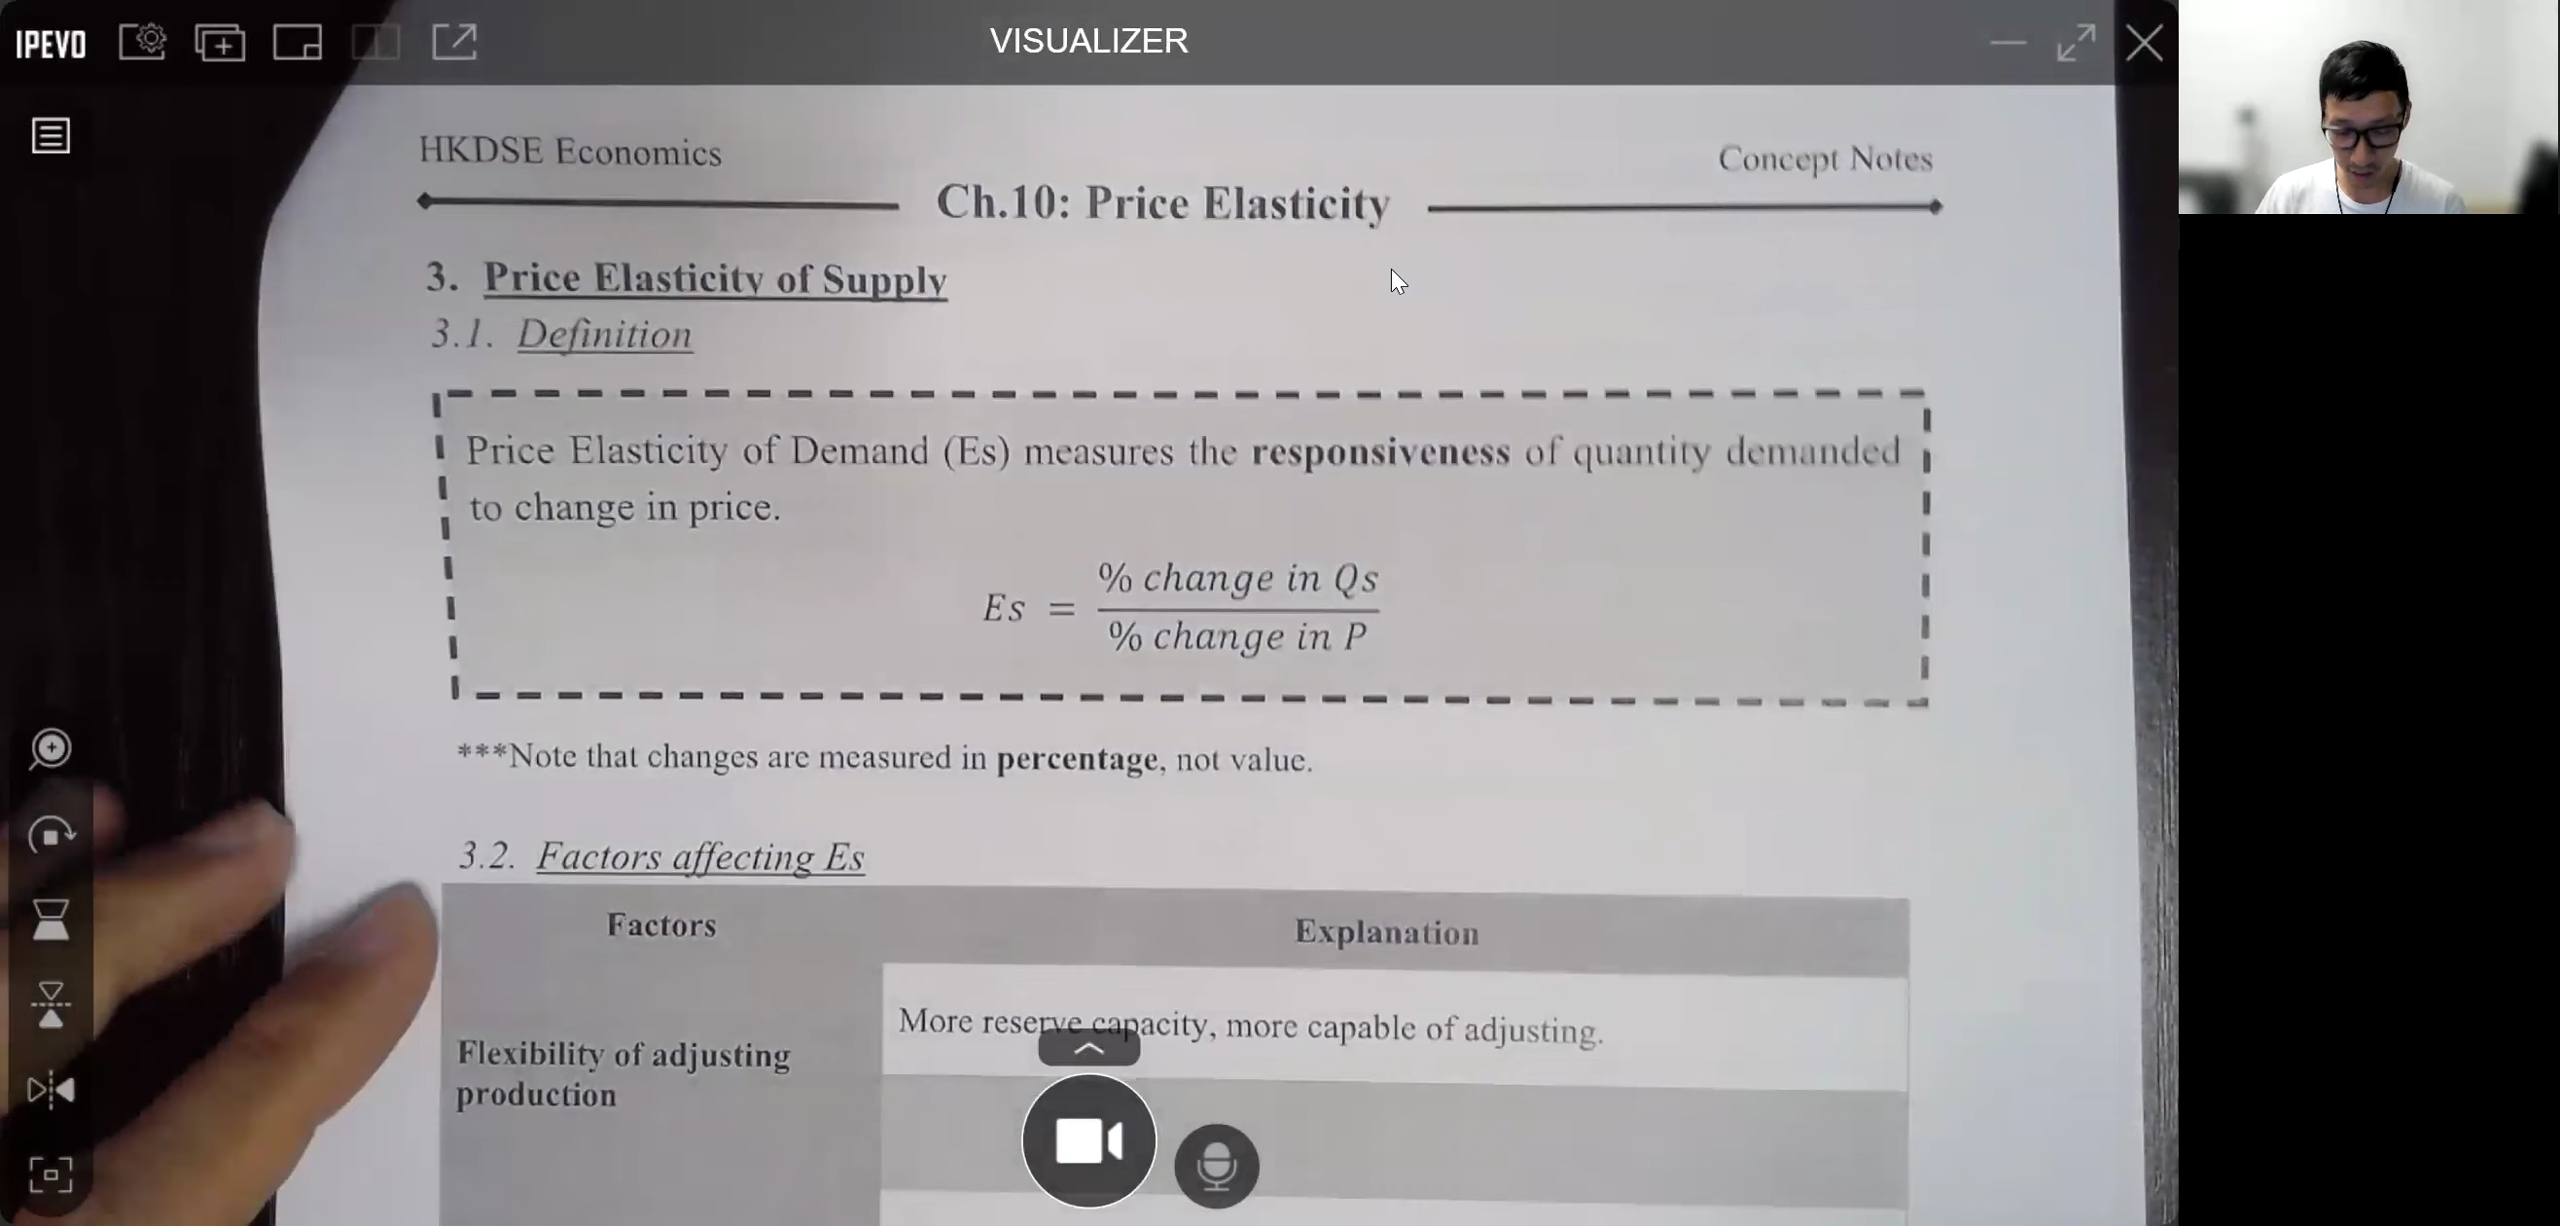 IPEVO
VISUALIZER
HKDSE Economics
Concept Notes
Ch.10: Price Elasticity
3. Price Elasticity of Supply
3.1. Definition
Price Elasticity of Demand (Es) measures the responsiveness of quantity demanded
to change in price.
Es = % change in Qs / % change in P
***Note that changes are measured in percentage, not value.
3.2. Factors affecting Es
Factors
Explanation
More reserve capacity, more capable of adjusting.
Flexibility of adjusting
production